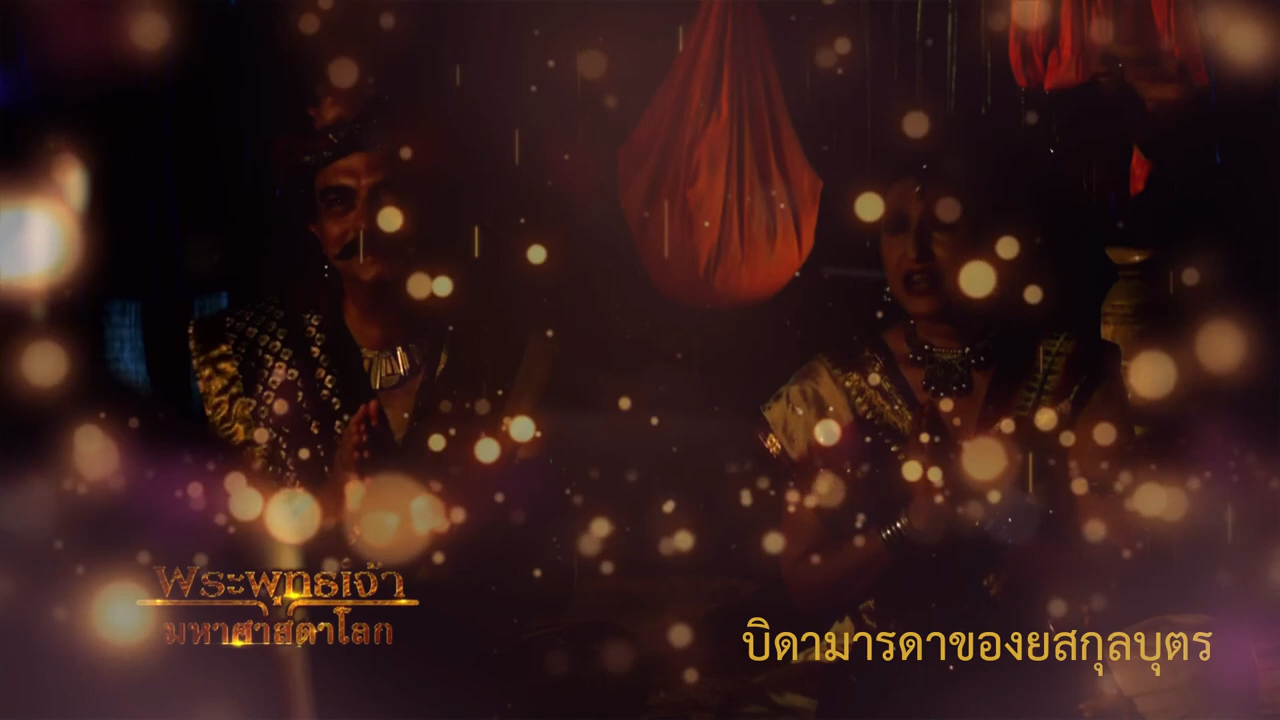 พระพุทธเจ้า
มหาศาสดาโลก
บิดามารดาของยสกุลบุตร